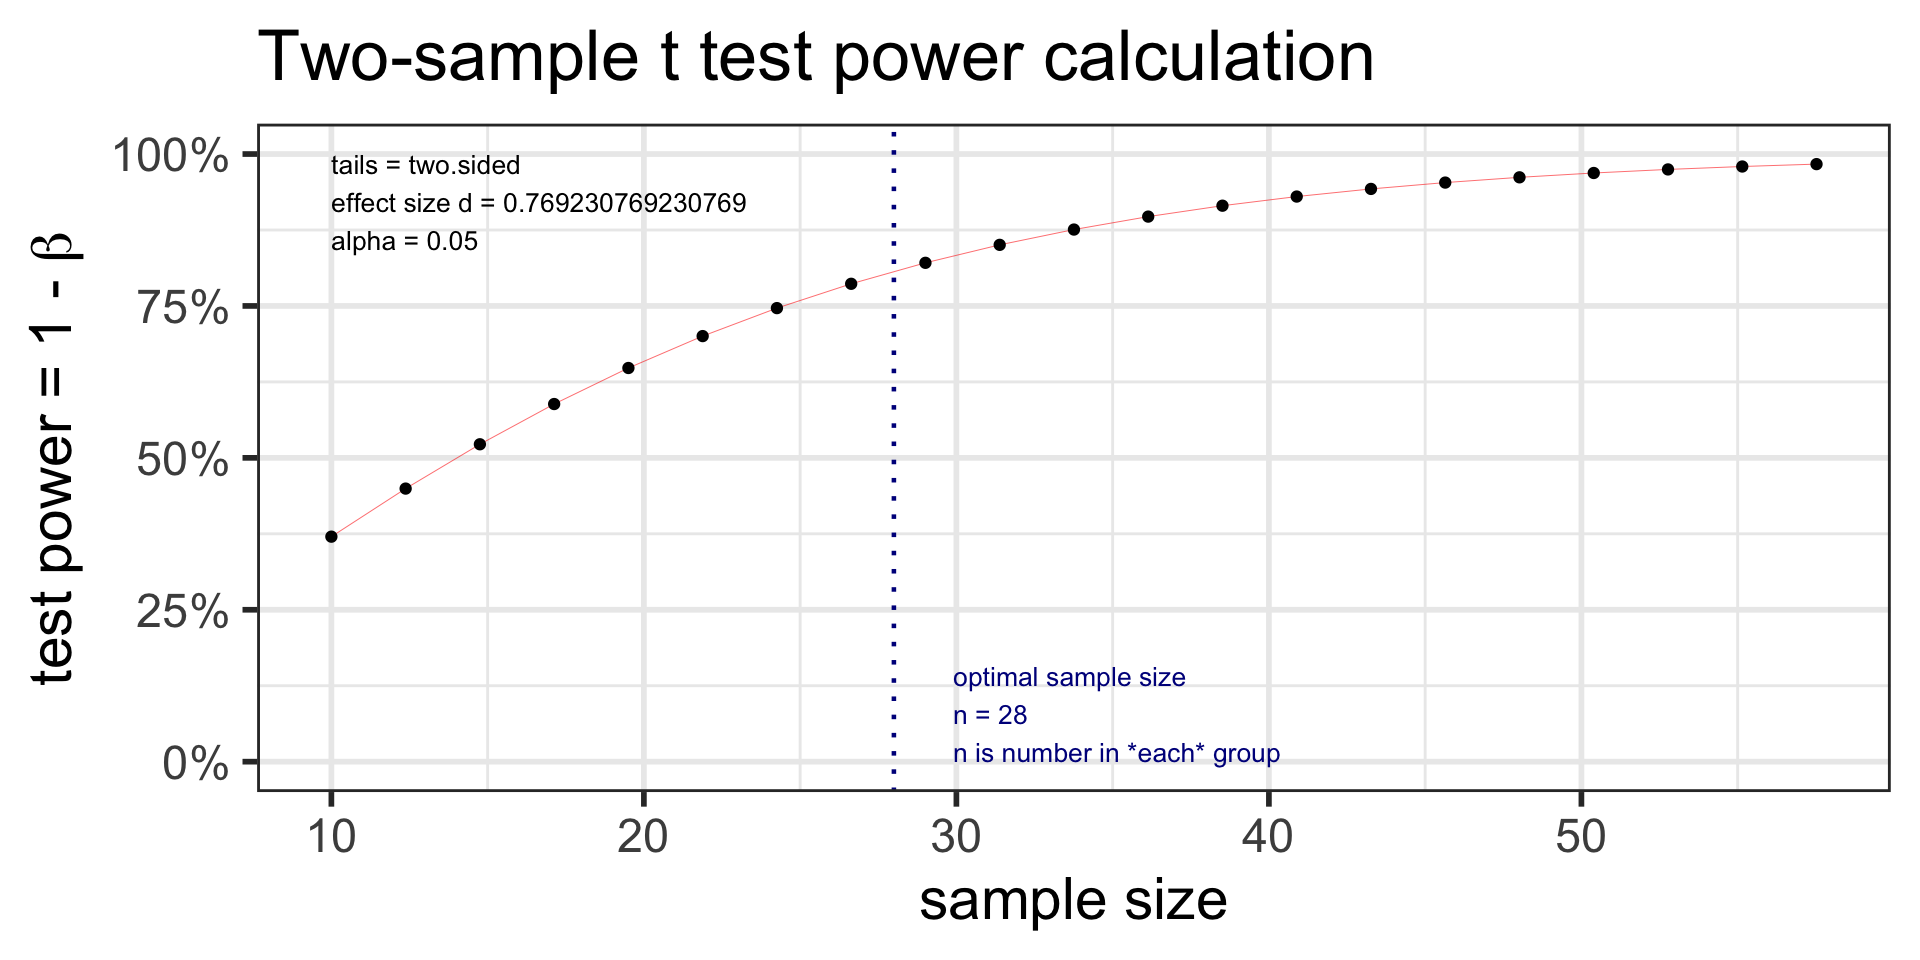 Two-sample t test power calculation
100%
75%
50%
25%
0%
test power = 1 - β
tails = two.sided
effect size d = 0.769230769230769
alpha = 0.05
optimal sample size
n = 28
n is number in *each* group
10 20 30 40 50
sample size